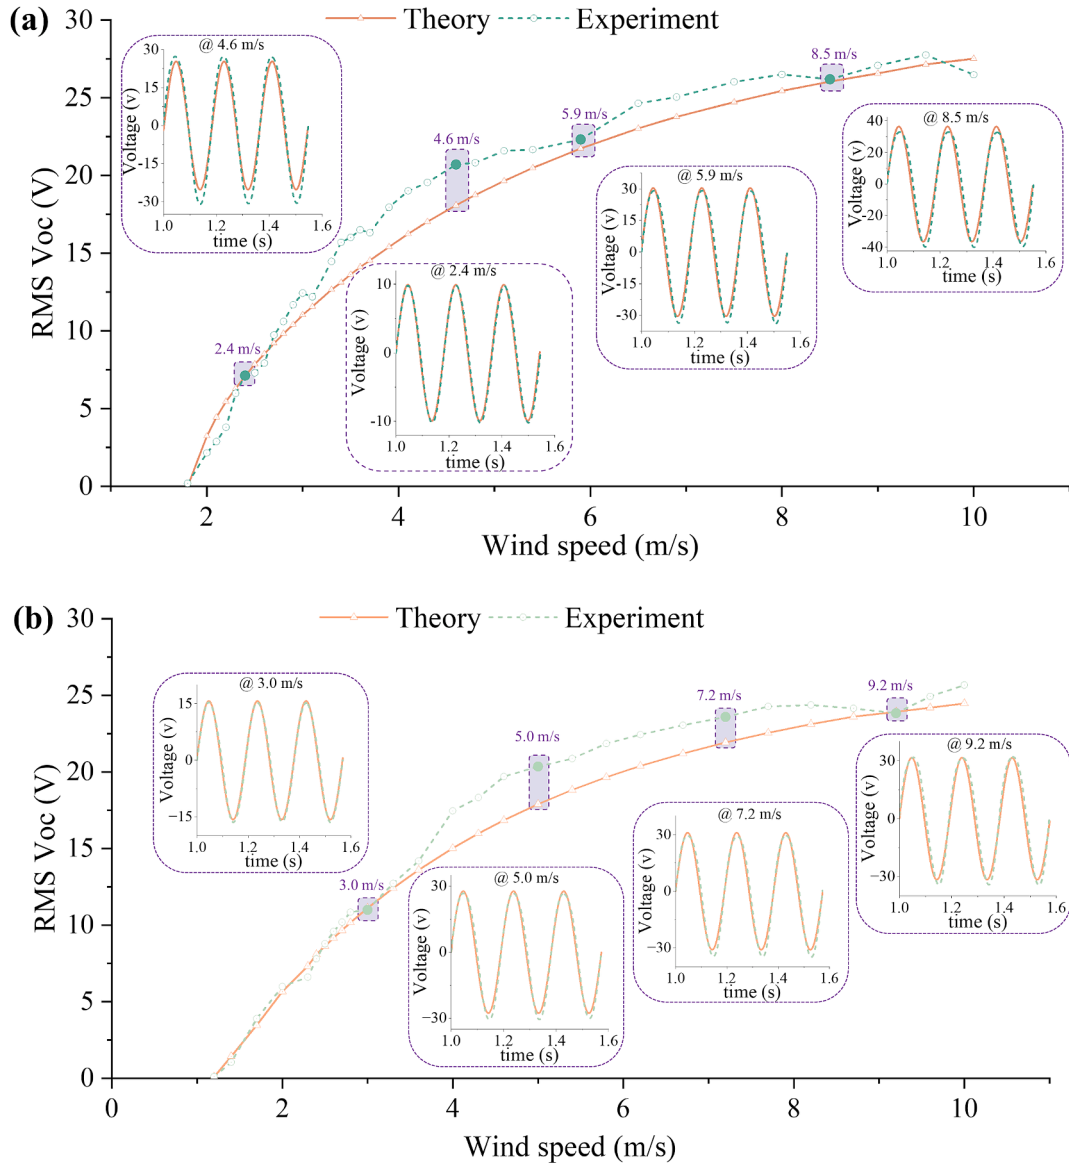 (a)
Theory
Experiment
30
25
20
15
10
5
0
RMS Voc (V)
2
4
6
8
10
Wind speed (m/s)
2.4 m/s
4.6 m/s
5.9 m/s
8.5 m/s
@ 4.6 m/s
30
15
0
-15
-30
Voltage (v)
1.0
1.2
1.4
1.6
time (s)
@ 2.4 m/s
10
0
-10
Voltage (v)
1.0
1.2
1.4
1.6
time (s)
@ 5.9 m/s
30
15
0
-15
-30
Voltage (v)
1.0
1.2
1.4
1.6
time (s)
@ 8.5 m/s
40
20
0
-20
-40
Voltage (v)
1.0
1.2
1.4
1.6
time (s)
(b)
Theory
Experiment
30
25
20
15
10
5
0
RMS Voc (V)
0
2
4
6
8
10
Wind speed (m/s)
3.0 m/s
5.0 m/s
7.2 m/s
9.2 m/s
@ 3.0 m/s
15
0
−15
Voltage (v)
1.0
1.2
1.4
1.6
time (s)
@ 5.0 m/s
30
0
−30
Voltage (v)
1.0
1.2
1.4
1.6
time (s)
@ 7.2 m/s
30
0
−30
Voltage (v)
1.0
1.2
1.4
1.6
time (s)
@ 9.2 m/s
30
0
−30
Voltage (v)
1.0
1.2
1.4
1.6
time (s)